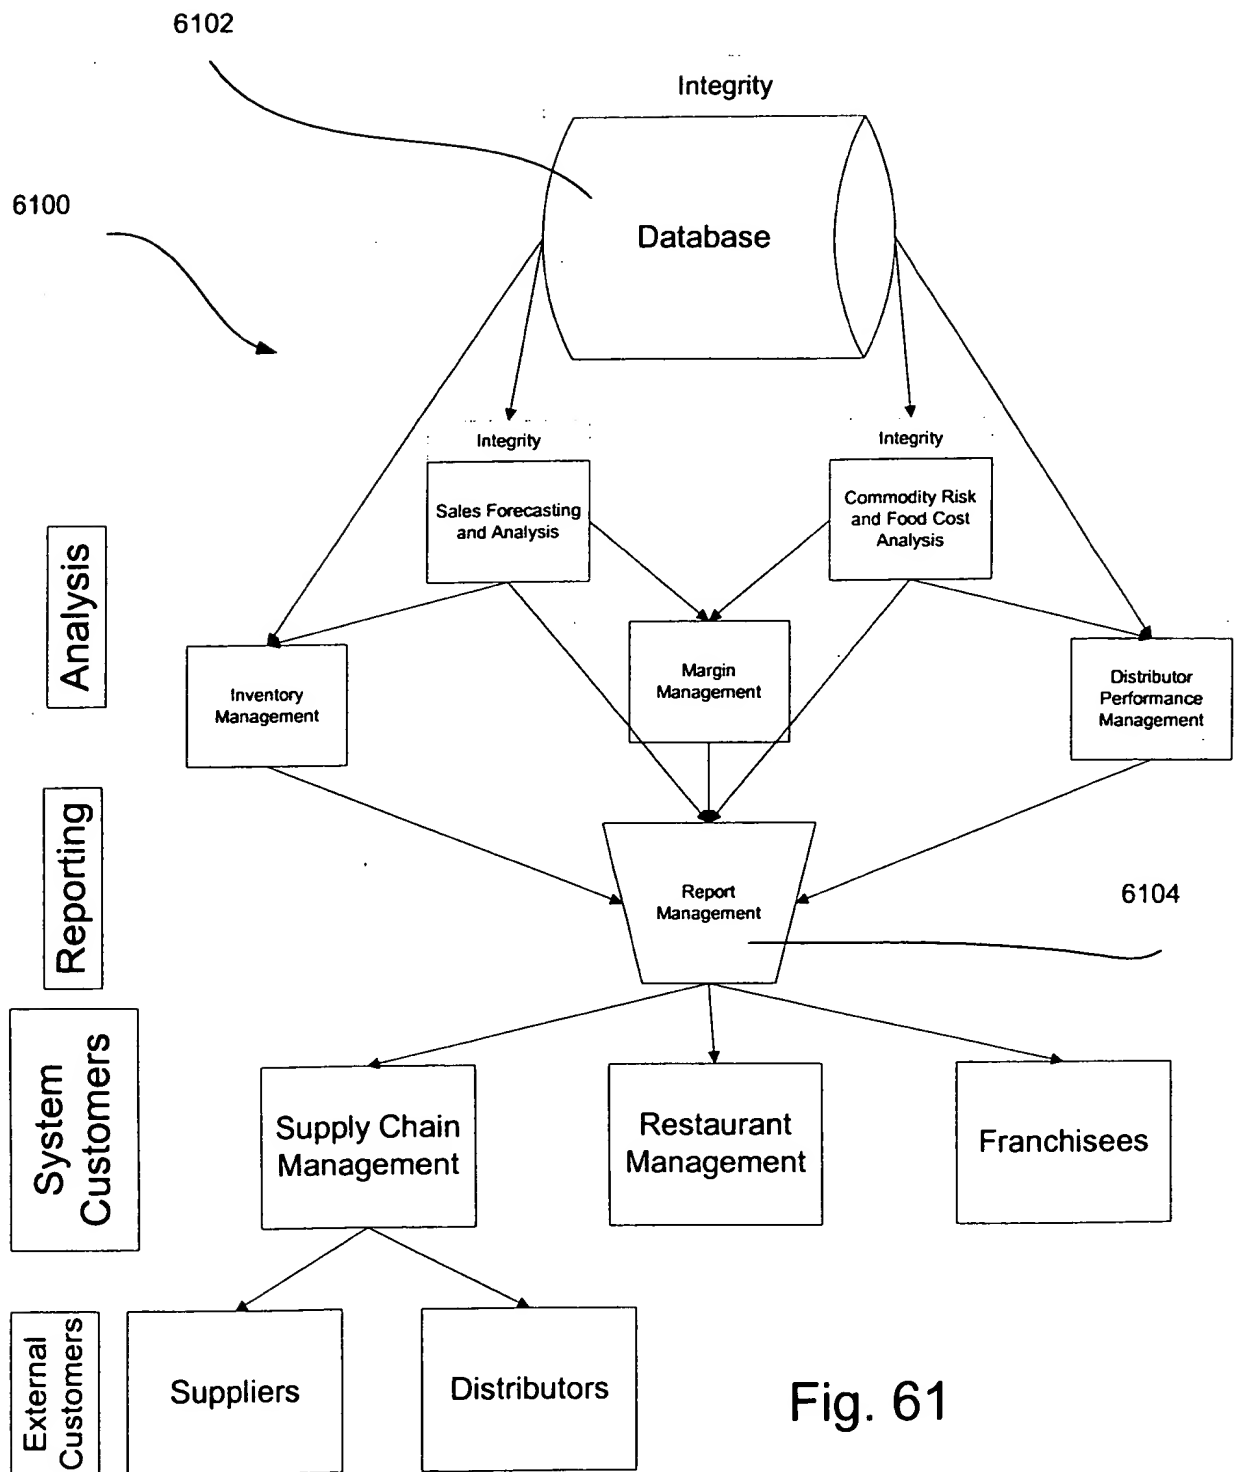 6102
Integrity
6100
Database
Integrity
Integrity
Sales Forecasting
and Analysis
Commodity Risk
and Food Cost
Analysis
Analysis
Inventory
Management
Margin
Management
Distributor
Performance
Management
Reporting
Report
Management
6104
System
Customers
Supply Chain
Management
Restaurant
Management
Franchisees
External
Customers
Suppliers
Distributors
Fig. 61